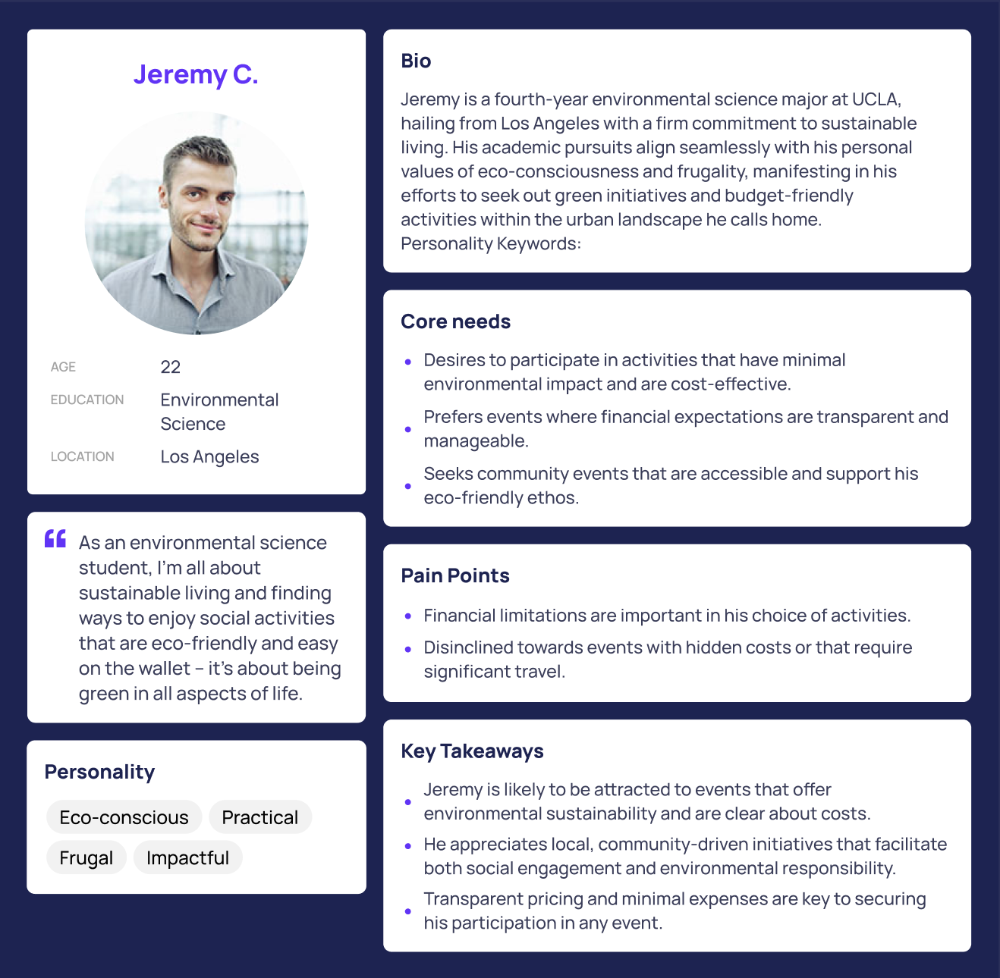 Jeremy C.
AGE 22
EDUCATION Environmental
Science
LOCATION Los Angeles
“ As an environmental science
student, I’m all about
sustainable living and finding
ways to enjoy social activities
that are eco-friendly and easy
on the wallet – it’s about being
green in all aspects of life.
Personality
Eco-conscious Practical
Frugal Impactful
Bio
Jeremy is a fourth-year environmental science major at UCLA,
hailing from Los Angeles with a firm commitment to sustainable
living. His academic pursuits align seamlessly with his personal
values of eco-consciousness and frugality, manifesting in his
efforts to seek out green initiatives and budget-friendly
activities within the urban landscape he calls home.
Personality Keywords:
Core needs
• Desires to participate in activities that have minimal
environmental impact and are cost-effective.
• Prefers events where financial expectations are transparent and
manageable.
• Seeks community events that are accessible and support his
eco-friendly ethos.
Pain Points
• Financial limitations are important in his choice of activities.
• Disinclined towards events with hidden costs or that require
significant travel.
Key Takeaways
• Jeremy is likely to be attracted to events that offer
environmental sustainability and are clear about costs.
• He appreciates local, community-driven initiatives that facilitate
both social engagement and environmental responsibility.
• Transparent pricing and minimal expenses are key to securing
his participation in any event.